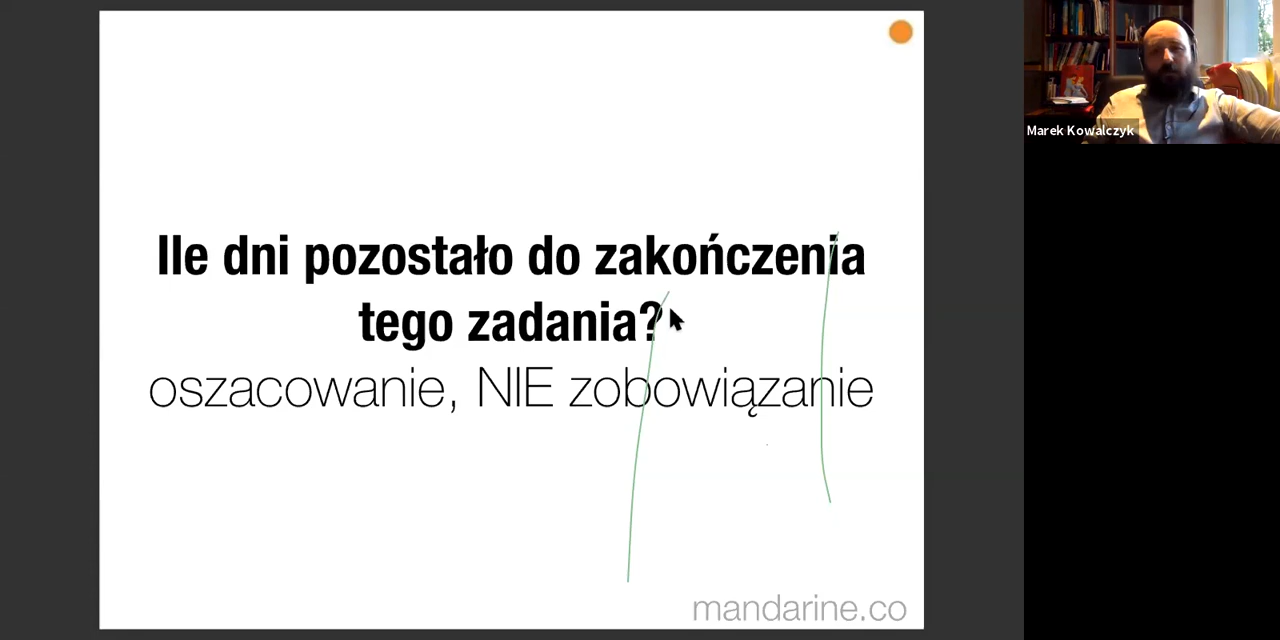 Ile dni pozostało do zakończenia
tego zadania?
oszacowanie, NIE zobowiązanie
mandarine.co
Marek Kowalczyk